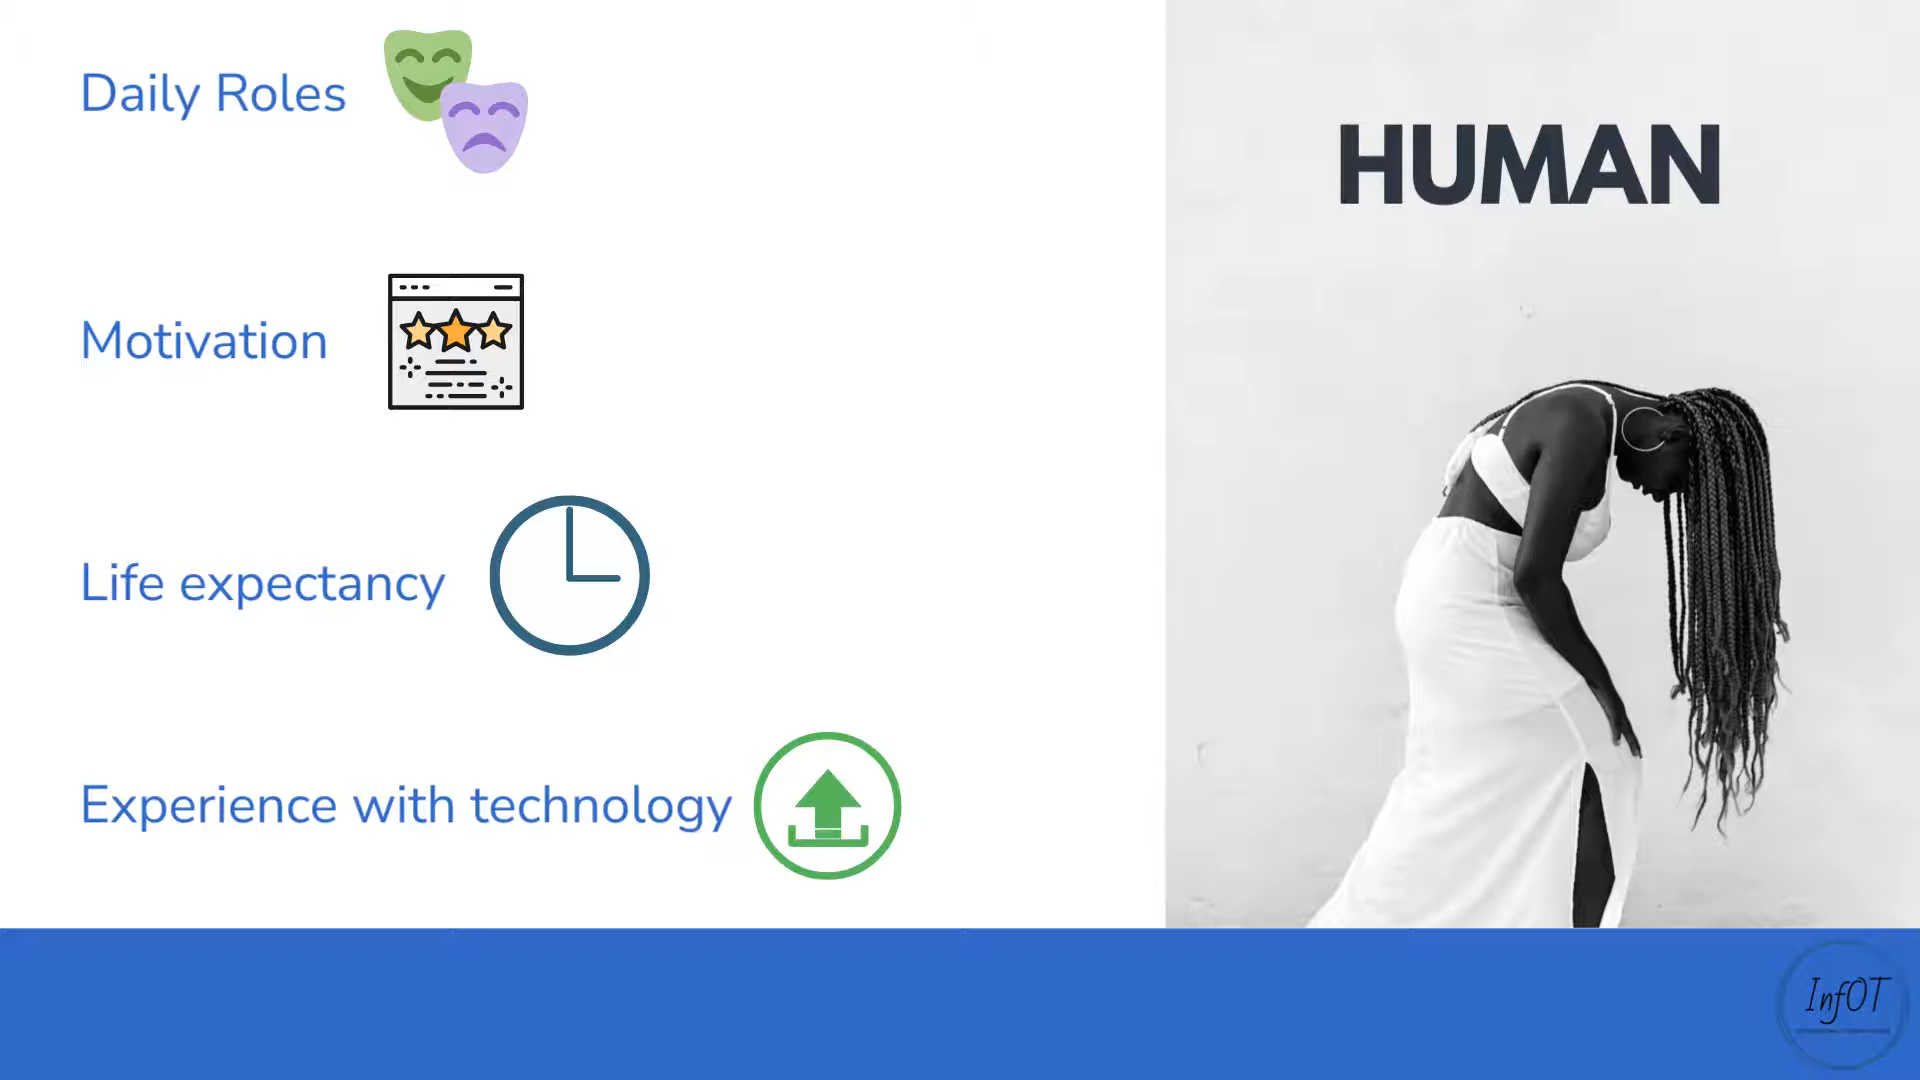 Daily Roles
Motivation
Life expectancy
Experience with technology
HUMAN
InfOT